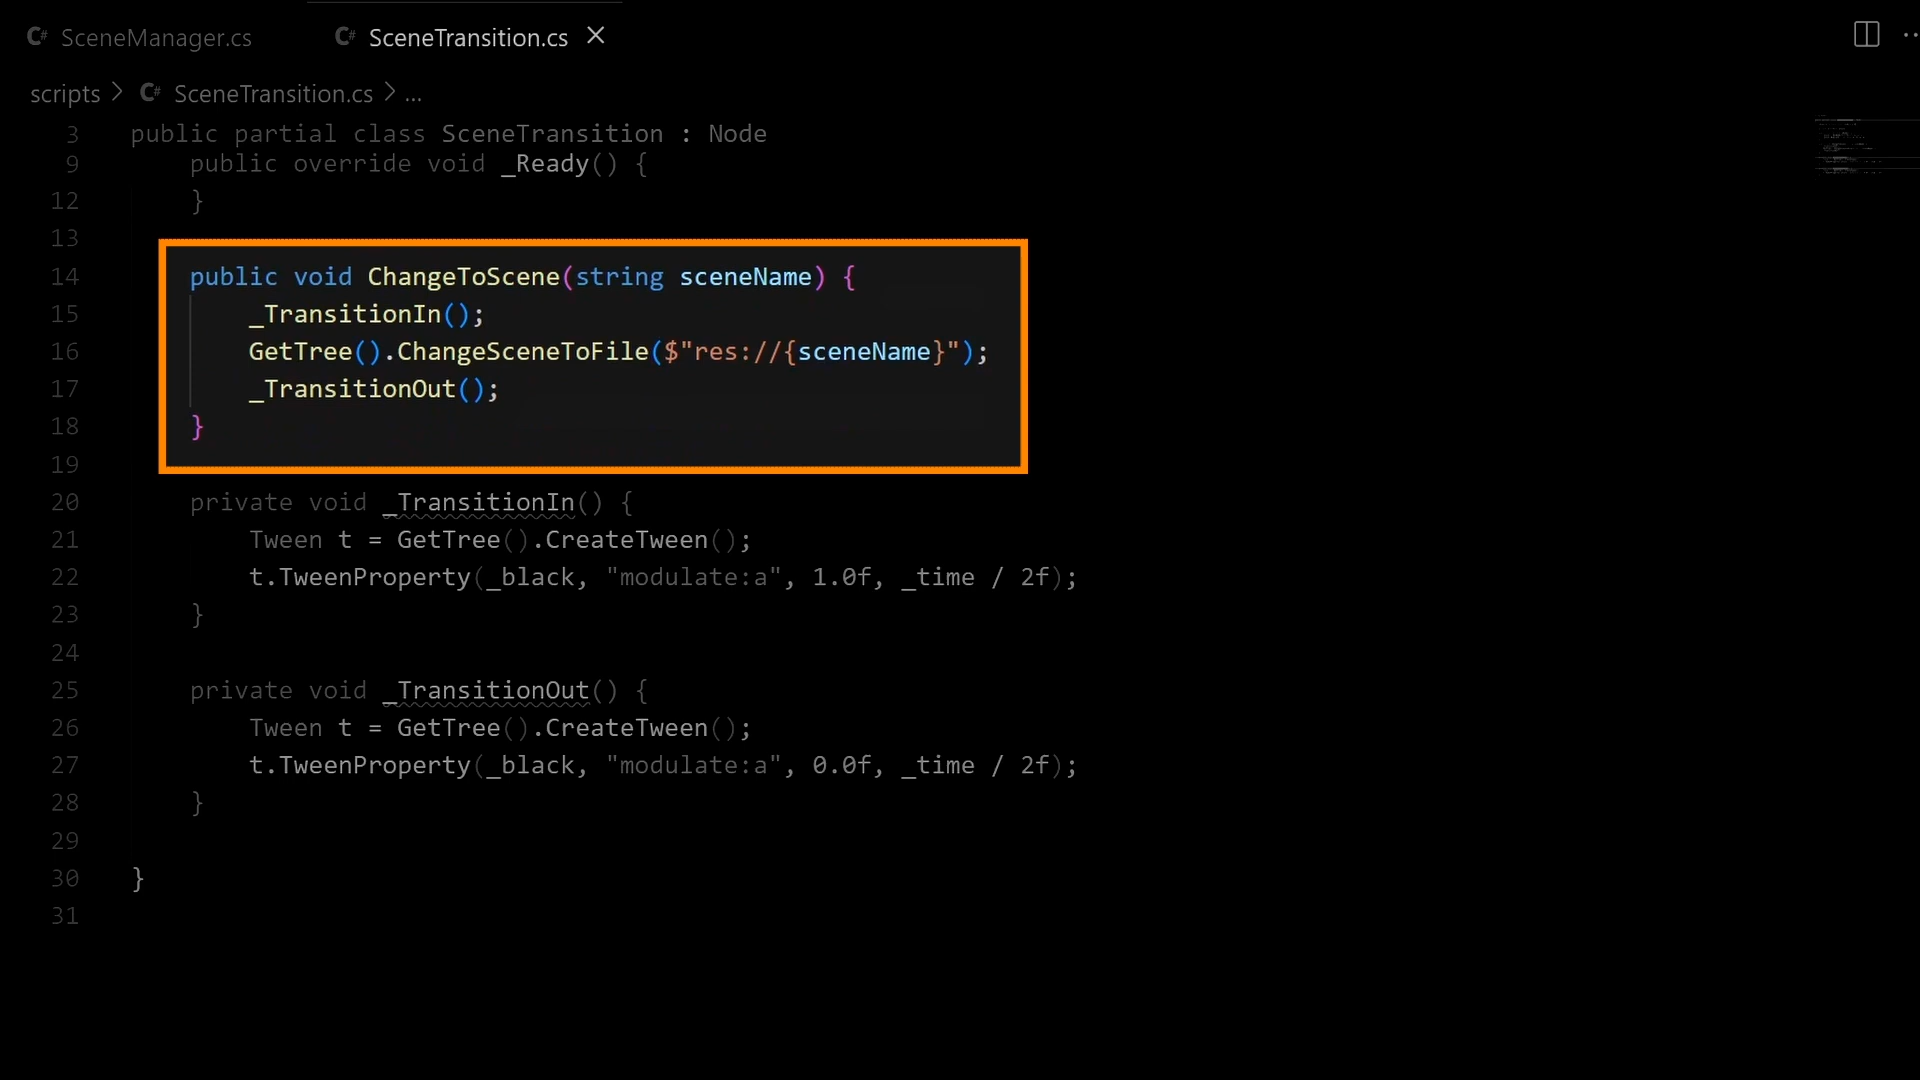 C# SceneManager.cs
C# SceneTransition.cs ×
scripts > C# SceneTransition.cs > ...
3 public partial class SceneTransition : Node
9 public override void _Ready() {
12 }
13
14 public void ChangeToScene(string sceneName) {
15 _TransitionIn();
16 GetTree().ChangeSceneToFile($"res://{sceneName}");
17 _TransitionOut();
18 }
19
20 private void _TransitionIn() {
21 Tween t = GetTree().CreateTween();
22 t.TweenProperty(_black, "modulate:a", 1.0f, _time / 2f);
23 }
24
25 private void _TransitionOut() {
26 Tween t = GetTree().CreateTween();
27 t.TweenProperty(_black, "modulate:a", 0.0f, _time / 2f);
28 }
29
30 }
31